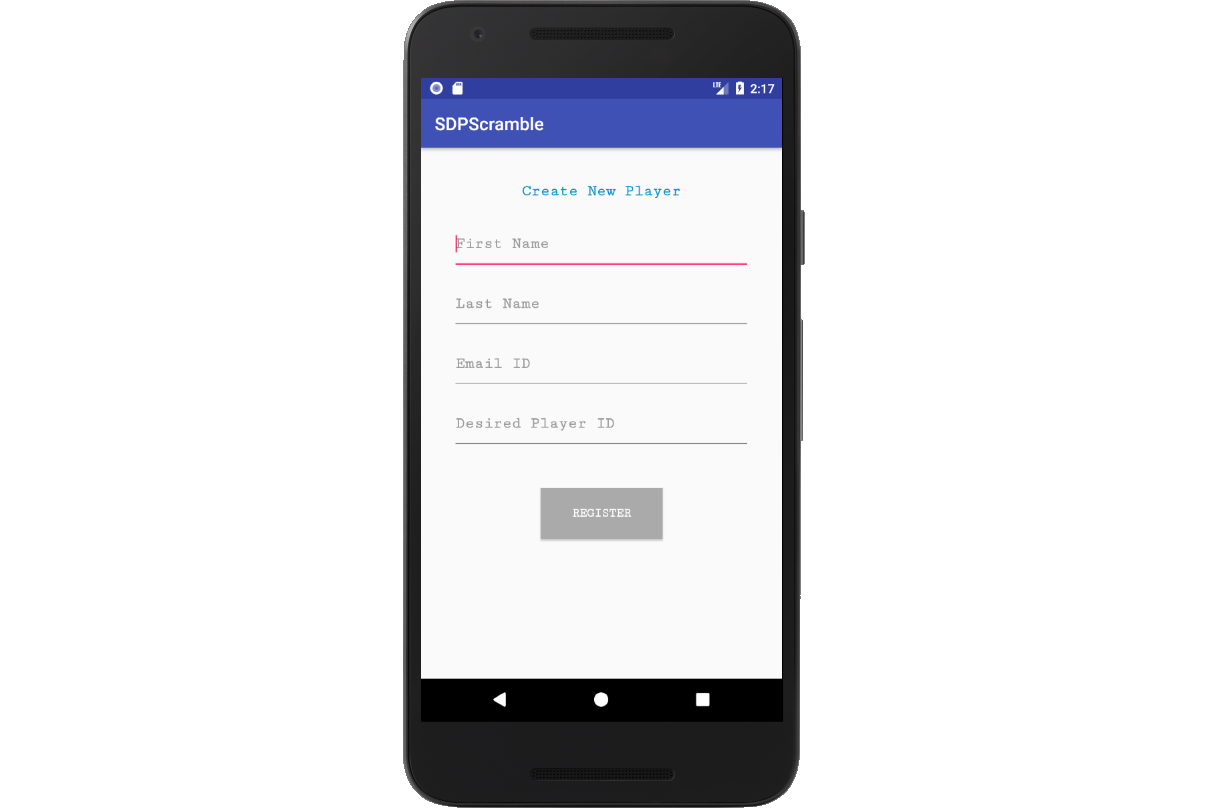 LTE 2:17
SDPScramble
Create New Player
First Name
Last Name
Email ID
Desired Player ID
REGISTER